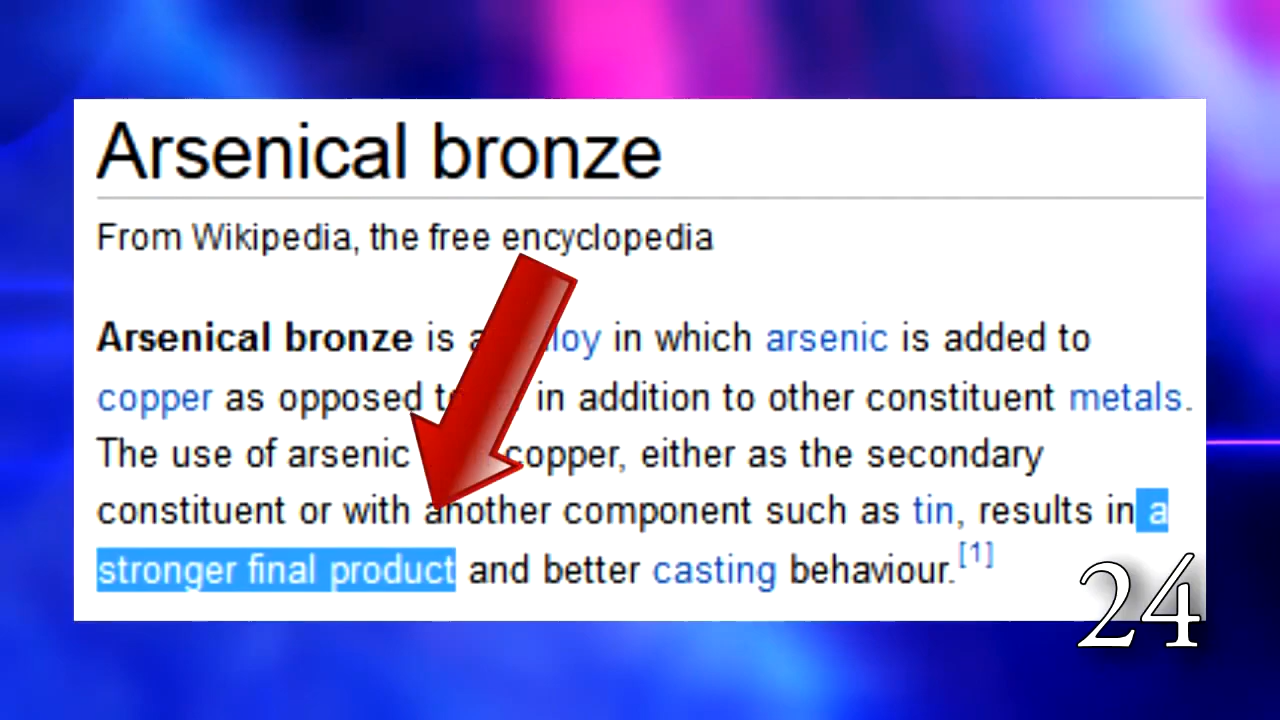 Arsenical bronze
From Wikipedia, the free encyclopedia
Arsenical bronze is in which arsenic is added to
copper as opposed in addition to other constituent metals.
The use of arsenic copper, either as the secondary
constituent or with another component such as tin, results in a
stronger final product and better casting behaviour.[1]
24